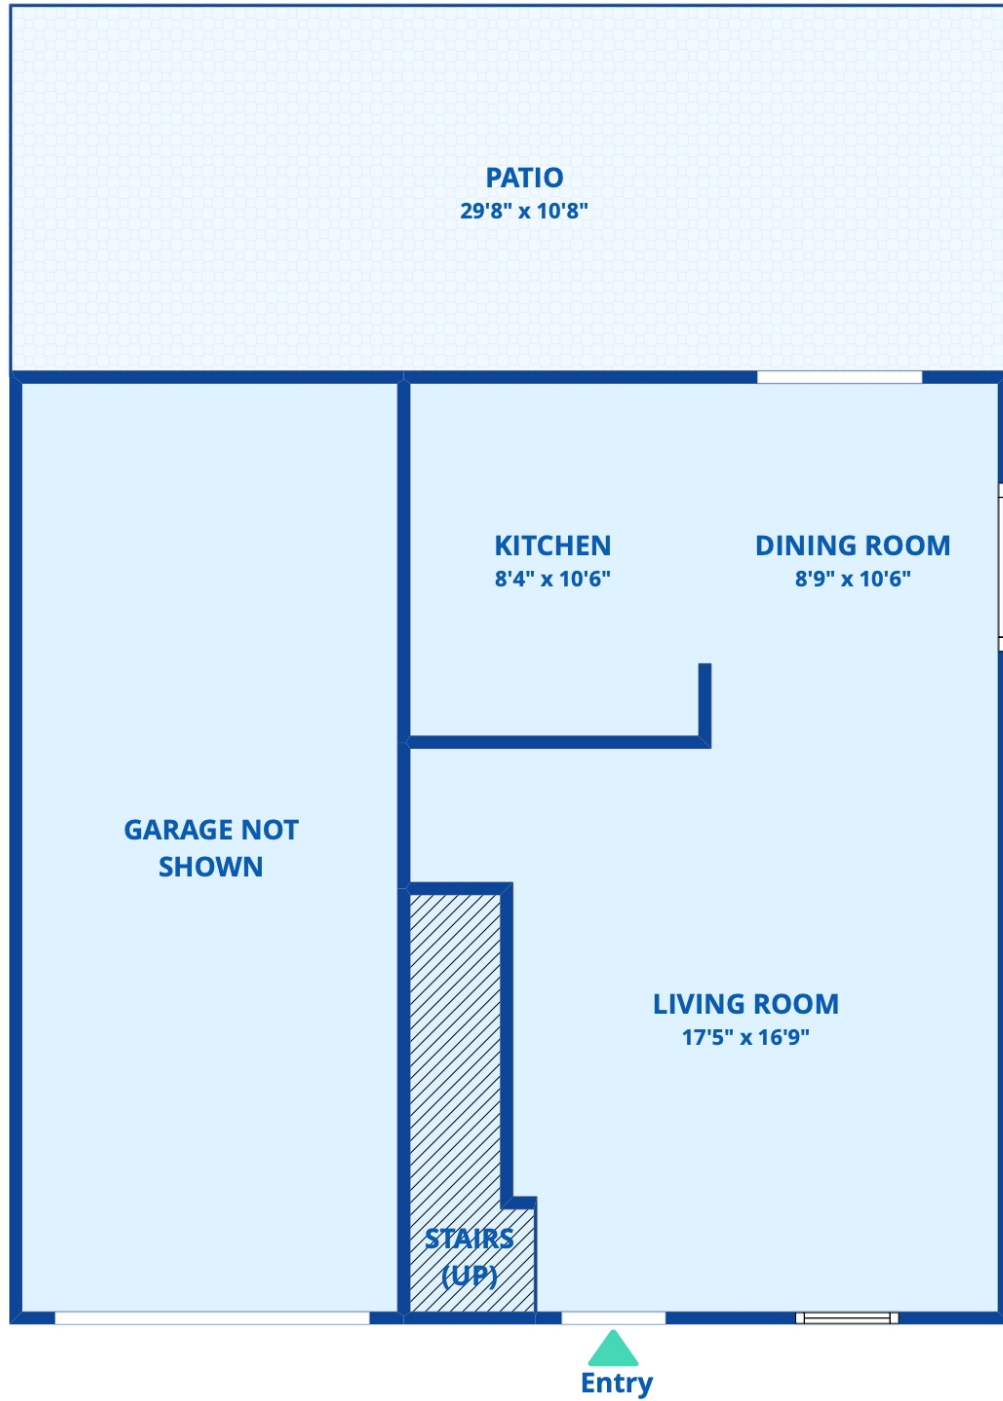 PATIO
29'8" x 10'8"
KITCHEN
8'4" x 10'6"
DINING ROOM
8'9" x 10'6"
GARAGE NOT
SHOWN
LIVING ROOM
17'5" x 16'9"
STAIRS
(UP)
Entry